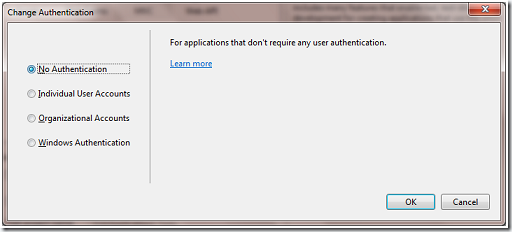 Change Authentication
No Authentication
Individual User Accounts
Organizational Accounts
Windows Authentication
For applications that don't require any user authentication.
Learn more
OK
Cancel